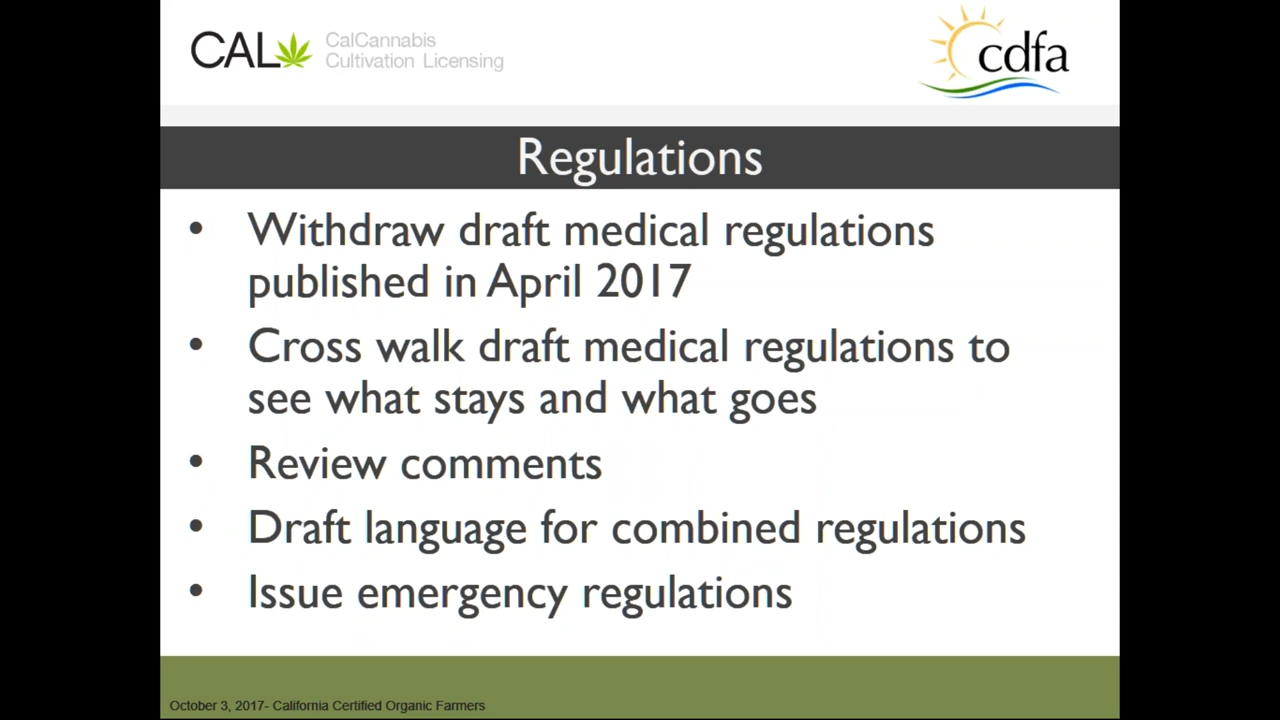 CAL
CalCannabis
Cultivation Licensing
cdfa
Regulations
• Withdraw draft medical regulations
published in April 2017
• Cross walk draft medical regulations to
see what stays and what goes
• Review comments
• Draft language for combined regulations
• Issue emergency regulations
October 3, 2017- California Certified Organic Farmers